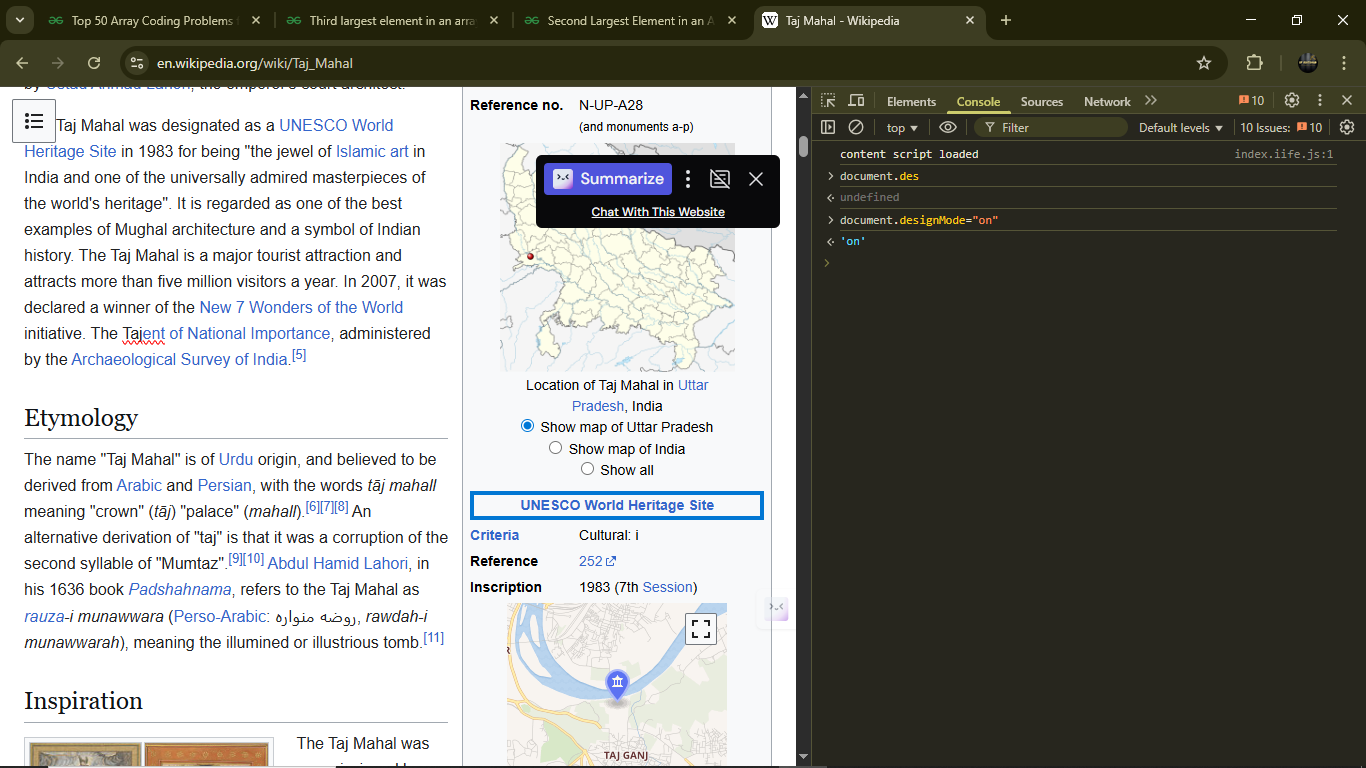 Top 50 Array Coding Problems
Third largest element in an arra
Second Largest Element in an A
Taj Mahal - Wikipedia
en.wikipedia.org/wiki/Taj_Mahal
Taj Mahal was designated as a UNESCO World
Heritage Site in 1983 for being "the jewel of Islamic art in
India and one of the universally admired masterpieces of
the world's heritage". It is regarded as one of the best
examples of Mughal architecture and a symbol of Indian
history. The Taj Mahal is a major tourist attraction and
attracts more than five million visitors a year. In 2007, it was
declared a winner of the New 7 Wonders of the World
initiative. The Tajent of National Importance, administered
by the Archaeological Survey of India.[5]
Etymology
The name "Taj Mahal" is of Urdu origin, and believed to be
derived from Arabic and Persian, with the words tāj mahall
meaning "crown" (tāj) "palace" (mahall).[6][7][8] An
alternative derivation of "taj" is that it was a corruption of the
second syllable of "Mumtaz".[9][10] Abdul Hamid Lahori, in
his 1636 book Padshahnama, refers to the Taj Mahal as
rauza-i munawwara (Perso-Arabic: روضه منواره, rawdah-i
munawwarah), meaning the illumined or illustrious tomb.[11]
Inspiration
The Taj Mahal was
Reference no. N-UP-A28
(and monuments a-p)
Summarize
Chat With This Website
Location of Taj Mahal in Uttar
Pradesh, India
Show map of Uttar Pradesh
Show map of India
Show all
UNESCO World Heritage Site
Criteria Cultural: i
Reference 252
Inscription 1983 (7th Session)
TAJ GANJ
Elements Console Sources Network 10
top Filter Default levels 10 Issues: 10
content script loaded index.iife.js:1
document.des
undefined
document.designMode="on"
'on'